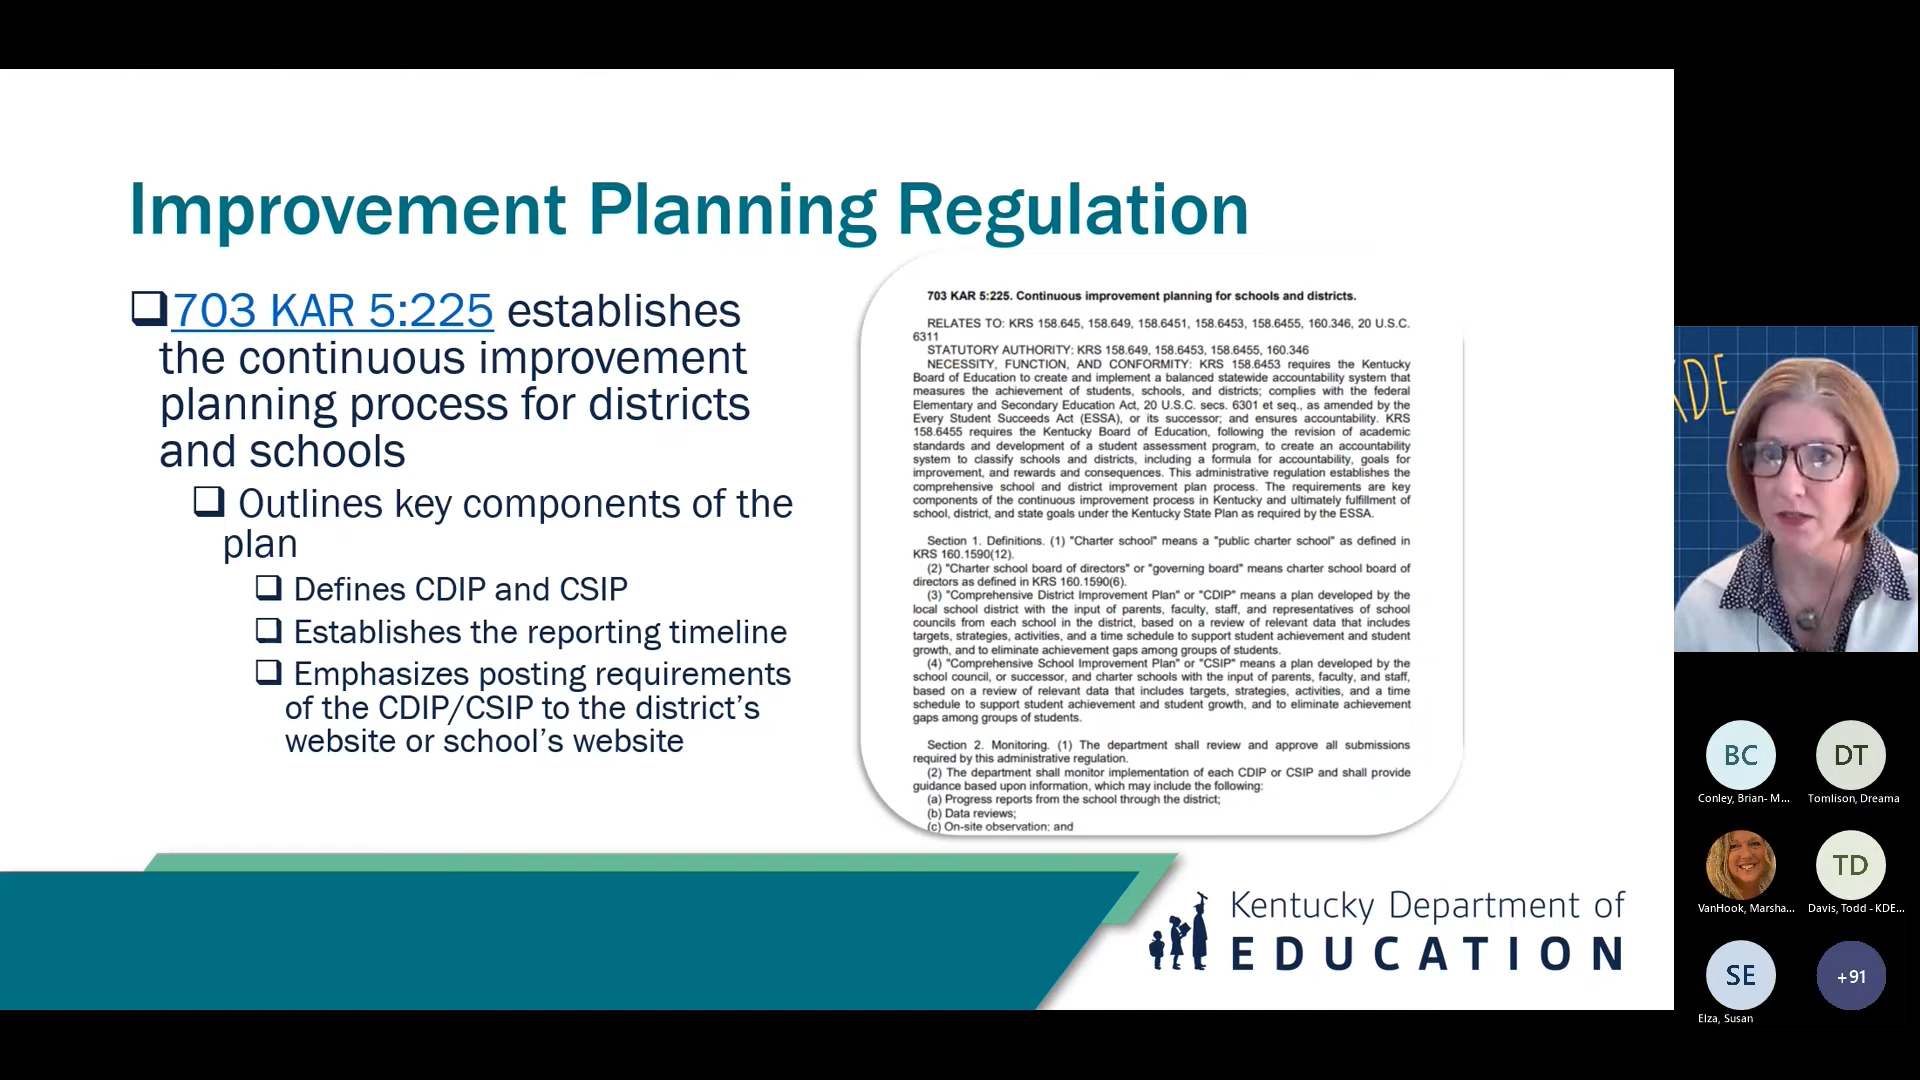 Improvement Planning Regulation
703 KAR 5:225 establishes
the continuous improvement
planning process for districts
and schools
Outlines key components of the
plan
Defines CDIP and CSIP
Establishes the reporting timeline
Emphasizes posting requirements
of the CDIP/CSIP to the district’s
website or school’s website
703 KAR 5:225. Continuous improvement planning for schools and districts.
RELATES TO: KRS 158.645, 158.649, 158.6451, 158.6453, 158.6455, 160.346, 20 U.S.C.
6311
STATUTORY AUTHORITY: KRS 158.649, 158.6453, 158.6455, 160.346
NECESSITY, FUNCTION, AND CONFORMITY: KRS 158.6453 requires the Kentucky
Board of Education to create and implement a balanced statewide accountability system that
measures the achievement of students, schools, and districts; complies with the federal
Elementary and Secondary Education Act, 20 U.S.C. secs. 6301 et seq., as amended by the
Every Student Succeeds Act (ESSA), or its successor; and ensures accountability. KRS
158.6455 requires the Kentucky Board of Education, following the revision of academic
standards and development of a student assessment program, to create an accountability
system to classify schools and districts, including a formula for accountability, goals for
improvement, and rewards and consequences. This administrative regulation establishes the
comprehensive school and district improvement plan process. The requirements are key
components of the continuous improvement process in Kentucky and ultimately fulfillment of
school, district, and state goals under the Kentucky State Plan as required by the ESSA.
Section 1. Definitions. (1) "Charter school" means a "public charter school" as defined in
KRS 160.1590(12).
(2) "Charter school board of directors" or "governing board" means charter school board of
directors as defined in KRS 160.1590(6).
(3) "Comprehensive District Improvement Plan" or "CDIP" means a plan developed by the
local school district with the input of parents, faculty, staff, and representatives of school
councils from each school in the district, based on a review of relevant data that includes
targets, strategies, activities, and a time schedule to support student achievement and student
growth, and to eliminate achievement gaps among groups of students.
(4) "Comprehensive School Improvement Plan" or "CSIP" means a plan developed by the
school council, or successor, and charter schools with the input of parents, faculty, and staff,
based on a review of relevant data that includes targets, strategies, activities, and a time
schedule to support student achievement and student growth, and to eliminate achievement
gaps among groups of students.
Section 2. Monitoring. (1) The department shall review and approve all submissions
required by this administrative regulation.
(2) The department shall monitor implementation of each CDIP or CSIP and shall provide
guidance based upon information, which may include the following:
(a) Progress reports from the school through the district;
(b) Data reviews;
(c) On-site observation; and
Kentucky Department of
EDUCATION
KDE
BC
DT
Conley, Brian- M...
Tomlison, Dreama
TD
VanHook, Marsha...
Davis, Todd - KDE...
SE
+91
Elza, Susan